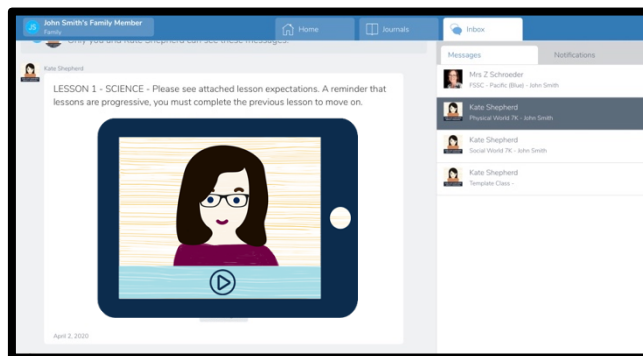 JS
John Smith's Family Member
Family
Home
Journals
Inbox
Only you and Kate Shepherd can see these messages.
Kate Shepherd
LESSON 1 - SCIENCE - Please see attached lesson expectations. A reminder that
lessons are progressive, you must complete the previous lesson to move on.
April 2, 2020
Messages
Notifications
Mrs Z Schroeder
FSSC - Pacific (Blue) - John Smith
Kate Shepherd
Physical World 7K - John Smith
Kate Shepherd
Social World 7K - John Smith
Kate Shepherd
Template Class -